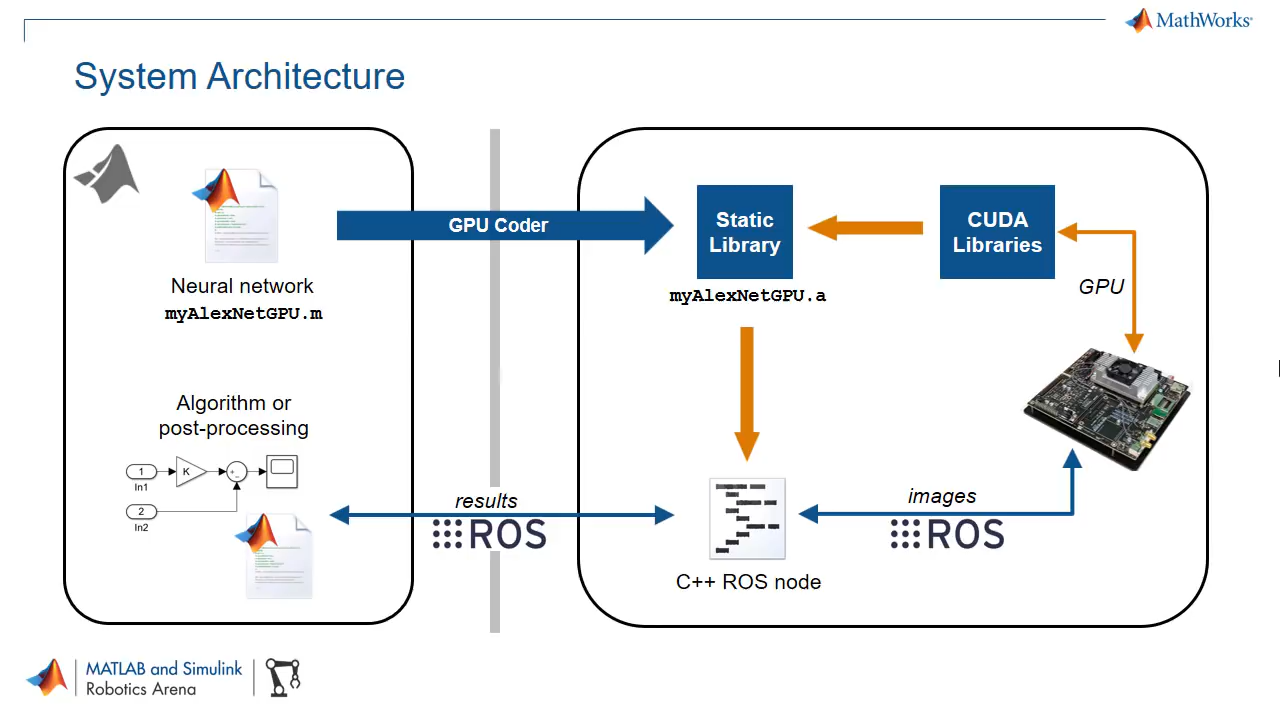 MathWorks®
System Architecture
GPU Coder
Static
Library
CUDA
Libraries
Neural network
myAlexNetGPU.m
myAlexNetGPU.a
GPU
Algorithm or
post-processing
1
K
In1
2
In2
results
ROS
images
ROS
C++ ROS node
MATLAB and Simulink
Robotics Arena